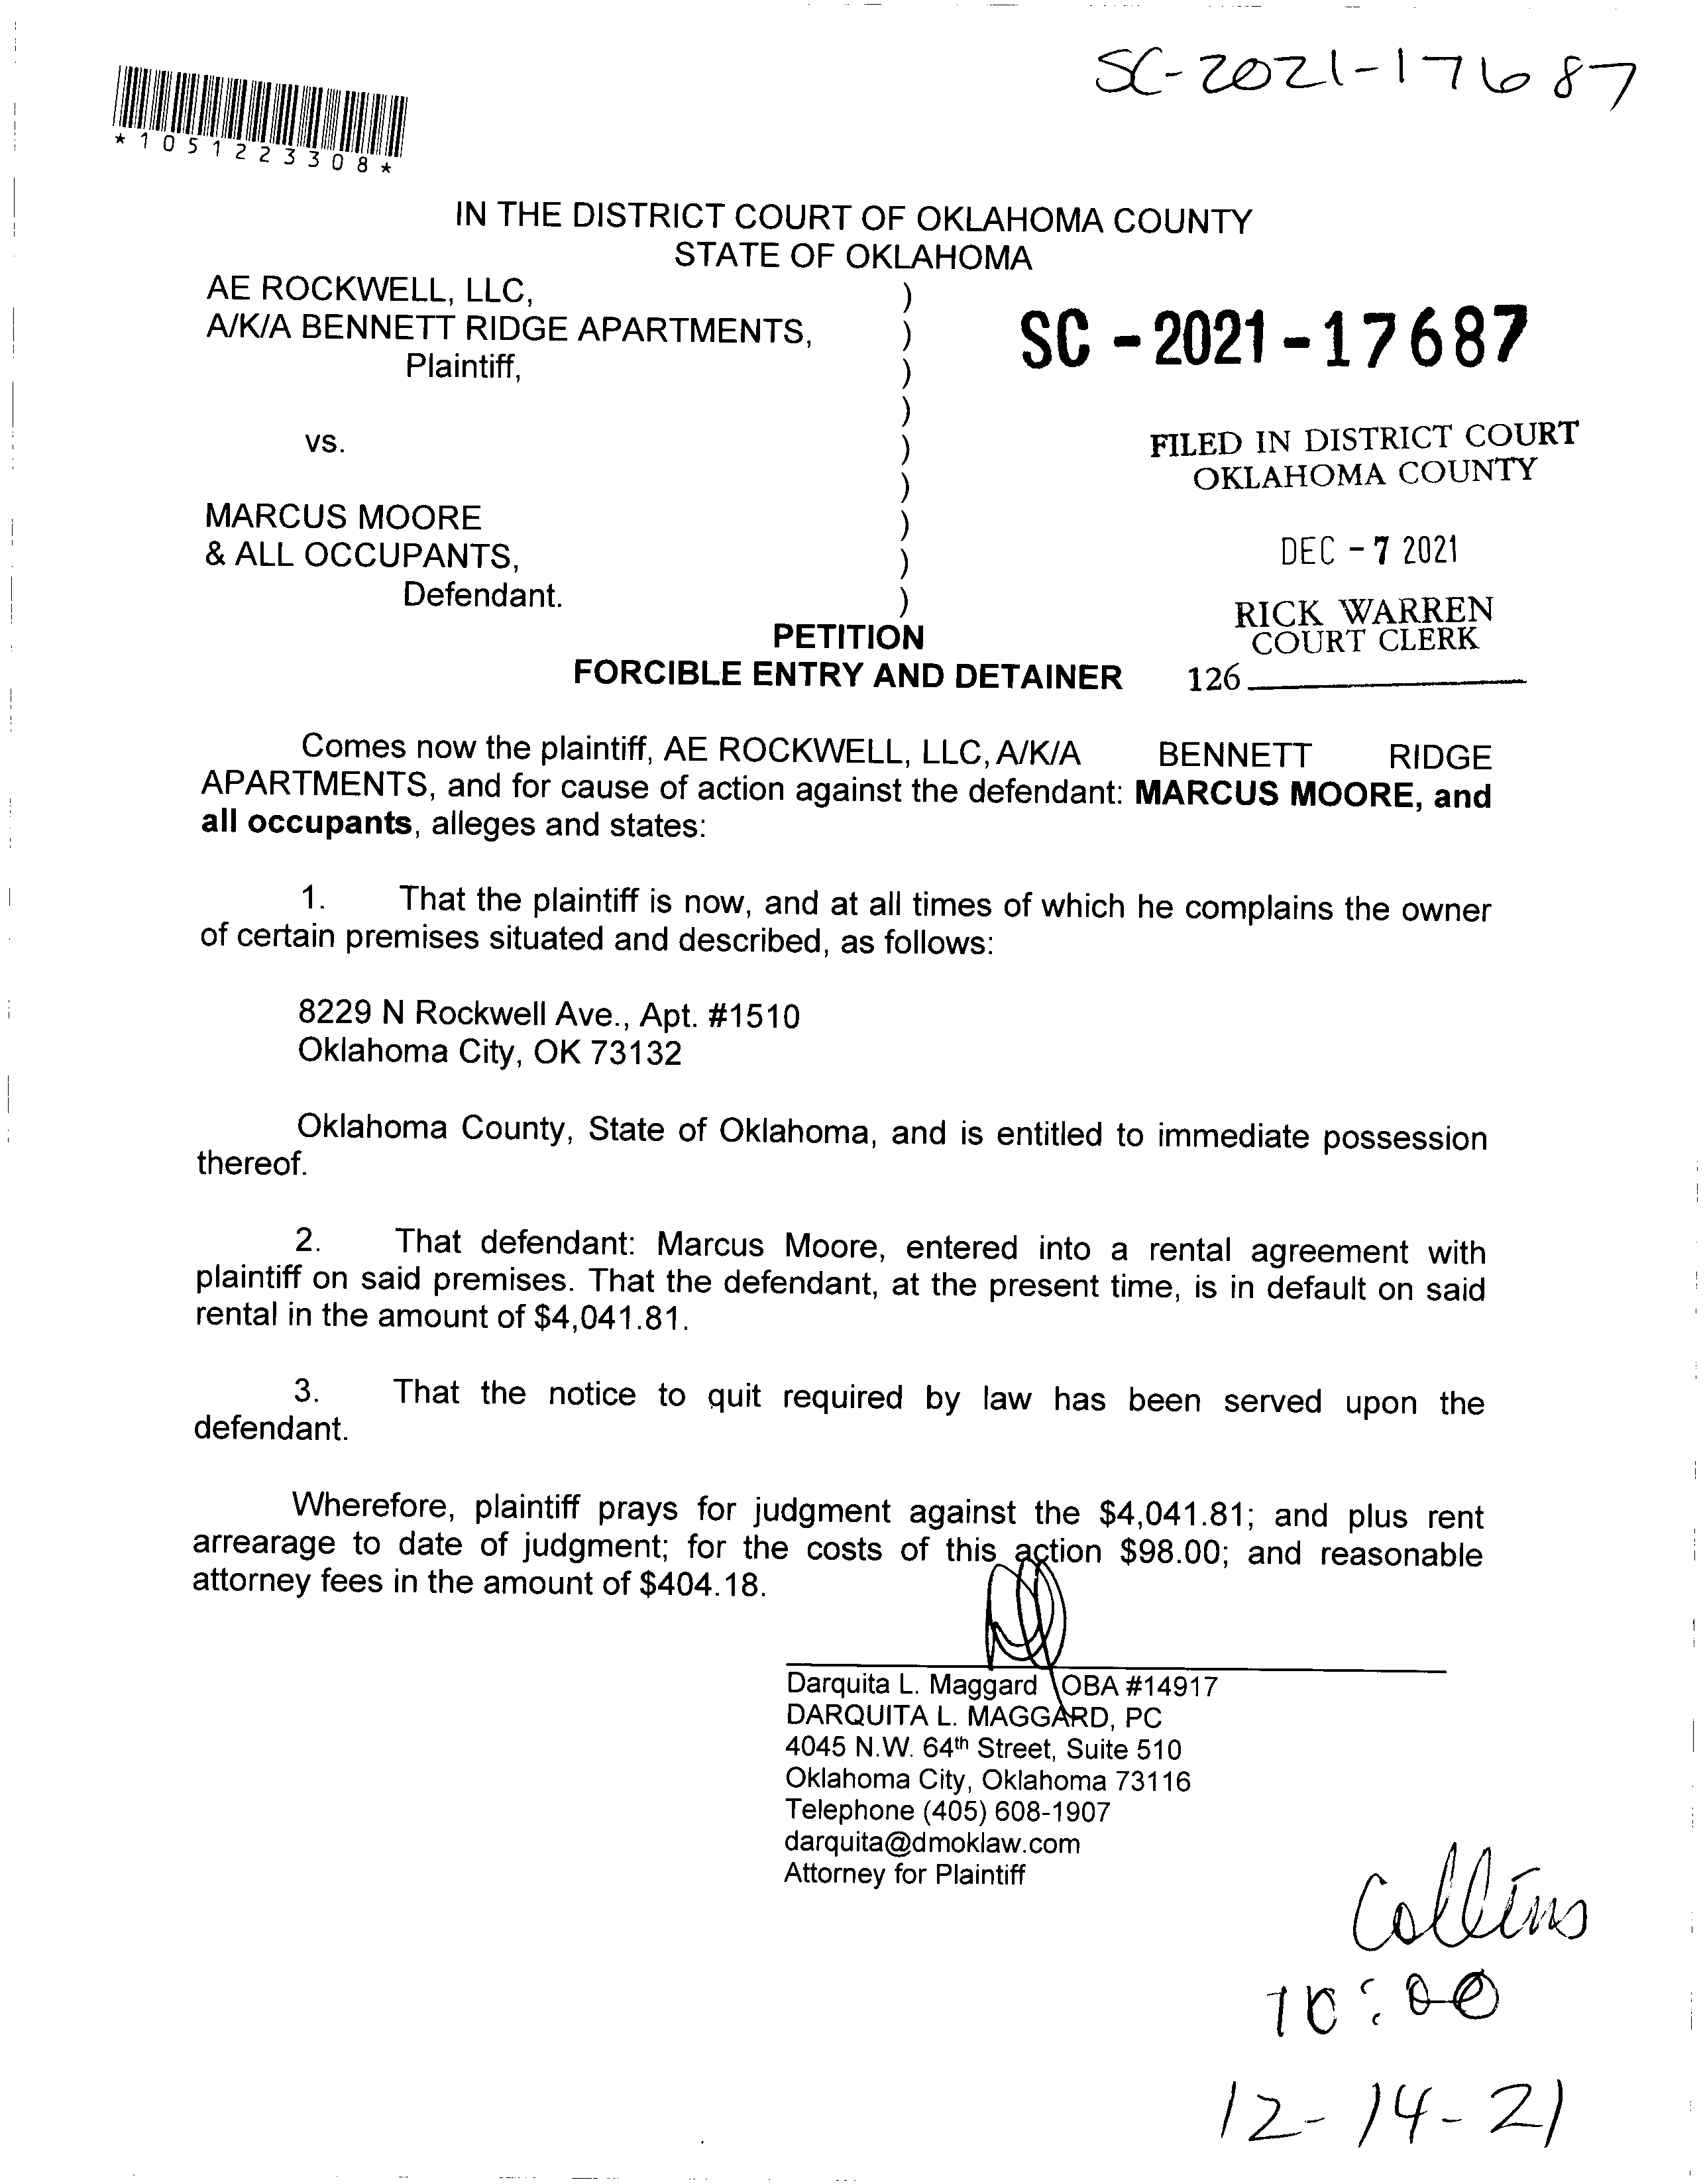 SC-2021-17687
*1051223308*
IN THE DISTRICT COURT OF OKLAHOMA COUNTY
STATE OF OKLAHOMA
AE ROCKWELL, LLC, )
A/K/A BENNETT RIDGE APARTMENTS, )
Plaintiff, )
)
vs. )
)
MARCUS MOORE )
& ALL OCCUPANTS, )
Defendant. )
SC - 2021 - 17687
FILED IN DISTRICT COURT
OKLAHOMA COUNTY
DEC - 7 2021
RICK WARREN
COURT CLERK
126
PETITION
FORCIBLE ENTRY AND DETAINER
Comes now the plaintiff, AE ROCKWELL, LLC, A/K/A BENNETT RIDGE
APARTMENTS, and for cause of action against the defendant: MARCUS MOORE, and
all occupants, alleges and states:
1. That the plaintiff is now, and at all times of which he complains the owner
of certain premises situated and described, as follows:
8229 N Rockwell Ave., Apt. #1510
Oklahoma City, OK 73132
Oklahoma County, State of Oklahoma, and is entitled to immediate possession
thereof.
2. That defendant: Marcus Moore, entered into a rental agreement with
plaintiff on said premises. That the defendant, at the present time, is in default on said
rental in the amount of $4,041.81.
3. That the notice to quit required by law has been served upon the
defendant.
Wherefore, plaintiff prays for judgment against the $4,041.81; and plus rent
arrearage to date of judgment; for the costs of this action $98.00; and reasonable
attorney fees in the amount of $404.18.
Darquita L. Maggard OBA #14917
DARQUITA L. MAGGARD, PC
4045 N.W. 64th Street, Suite 510
Oklahoma City, Oklahoma 73116
Telephone (405) 608-1907
darquita@dmoklaw.com
Attorney for Plaintiff
Collins
10:00
12-14-21